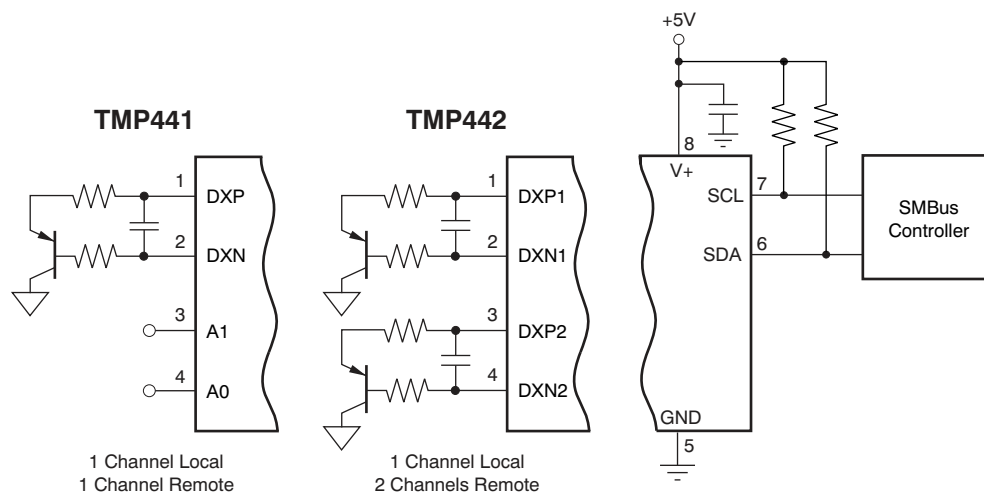 TMP441
1
DXP
2
DXN
3
A1
4
A0
1 Channel Local
1 Channel Remote
TMP442
1
DXP1
2
DXN1
3
DXP2
4
DXN2
1 Channel Local
2 Channels Remote
+5V
8
V+
SCL
7
SDA
6
GND
5
SMBus
Controller